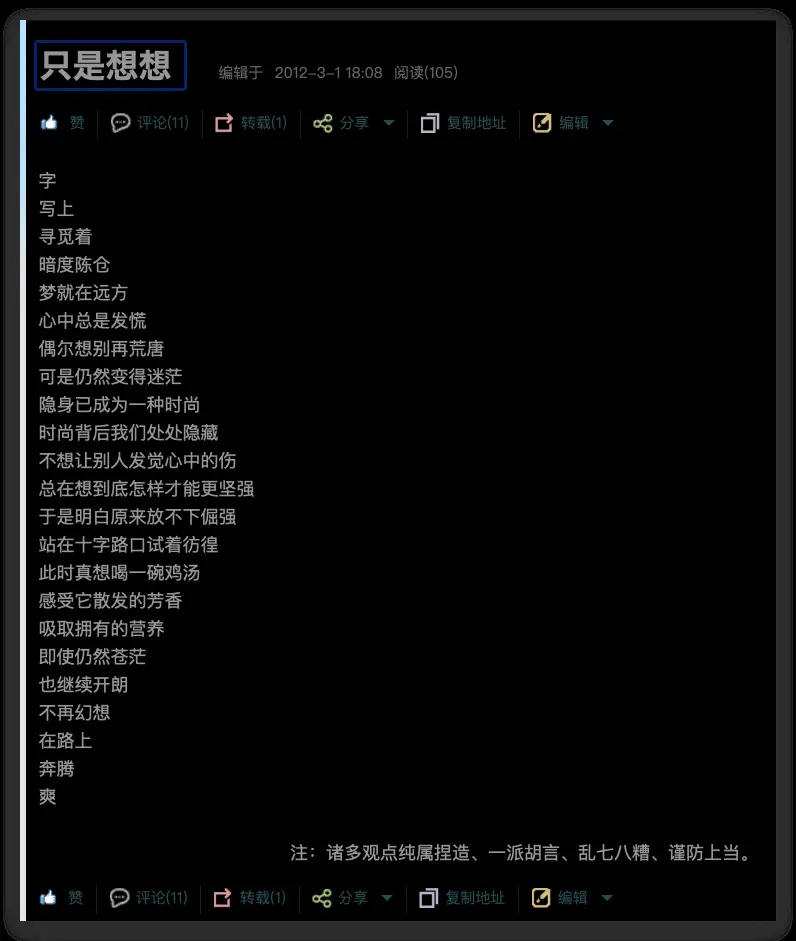 只是想想 编辑于 2012-3-1 18:08 阅读(105)
赞 评论(11) 转载(1) 分享 复制地址 编辑
字
写上
寻觅着
暗度陈仓
梦就在远方
心中总是发慌
偶尔想别再荒唐
可是仍然变得迷茫
隐身已成为一种时尚
时尚背后我们处处隐藏
不想让别人发觉心中的伤
总在想到底怎样才能更坚强
于是明白原来放不下倔强
站在十字路口试着彷徨
此时真想喝一碗鸡汤
感受它散发的芳香
吸取拥有的营养
即使仍然苍茫
也继续开朗
不再幻想
在路上
奔腾
爽
注：诸多观点纯属捏造、一派胡言、乱七八糟、谨防上当。
赞 评论(11) 转载(1) 分享 复制地址 编辑